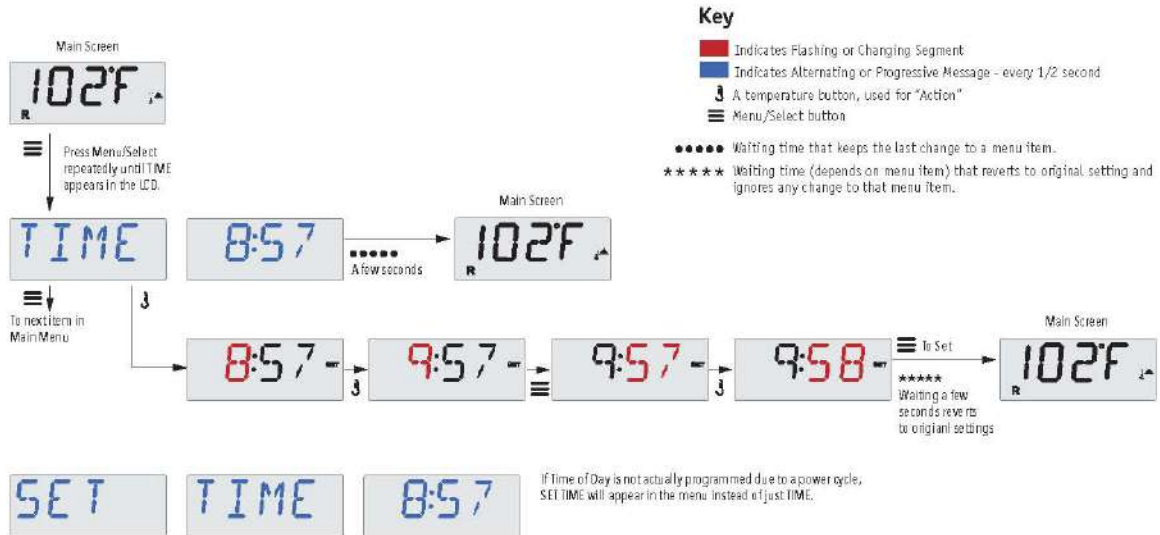 Key
Indicates Flashing or Changing Segment
Indicates Alternating or Progressive Message - every 1/2 second
A temperature button, used for "Action"
Menu/Select button
Waiting time that keeps the last change to a menu item.
***** Waiting time (depends on menu item) that reverts to original setting and
ignores any change to that menu item.
Main Screen
102°F
R
Press Menu/Select
repeatedly until TIME
appears in the LCD.
TIME
8:57
A few seconds
Main Screen
102°F
R
To next item in
Main Menu
8:57 SET
9:57 SET
9:57 SET
9:58 SET
To Set
*****
Waiting a few
seconds reverts
to origianl settings
Main Screen
102°F
R
SET
TIME
8:57
If Time of Day is not actually programmed due to a power cycle,
SET TIME will appear in the menu instead of just TIME.